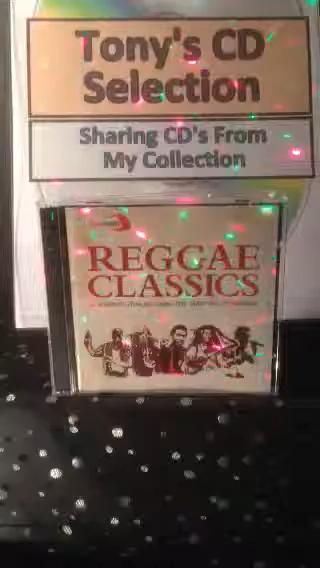 Tony's CD
Selection
Sharing CD's From
My Collection
REGGAE
CLASSICS